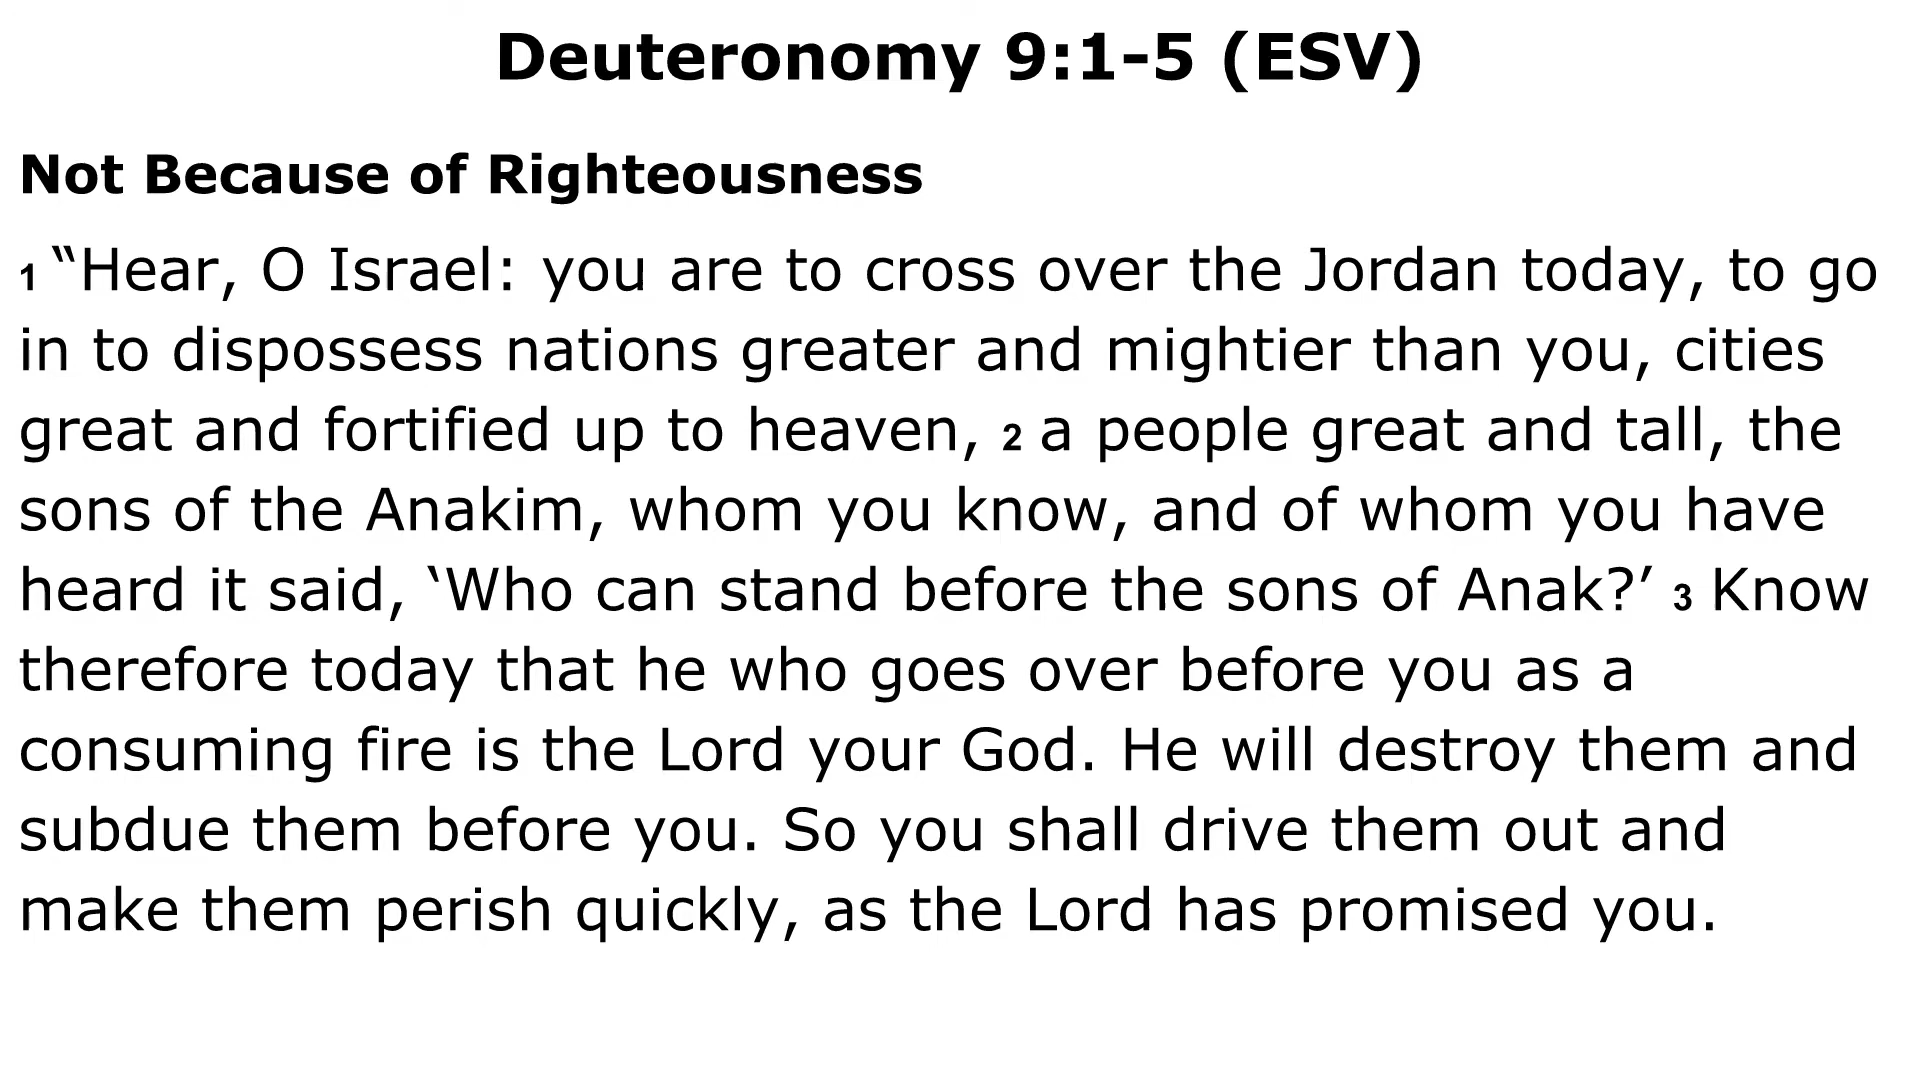 Deuteronomy 9:1-5 (ESV)
Not Because of Righteousness
1 “Hear, O Israel: you are to cross over the Jordan today, to go
in to dispossess nations greater and mightier than you, cities
great and fortified up to heaven, 2 a people great and tall, the
sons of the Anakim, whom you know, and of whom you have
heard it said, ‘Who can stand before the sons of Anak?’ 3 Know
therefore today that he who goes over before you as a
consuming fire is the Lord your God. He will destroy them and
subdue them before you. So you shall drive them out and
make them perish quickly, as the Lord has promised you.